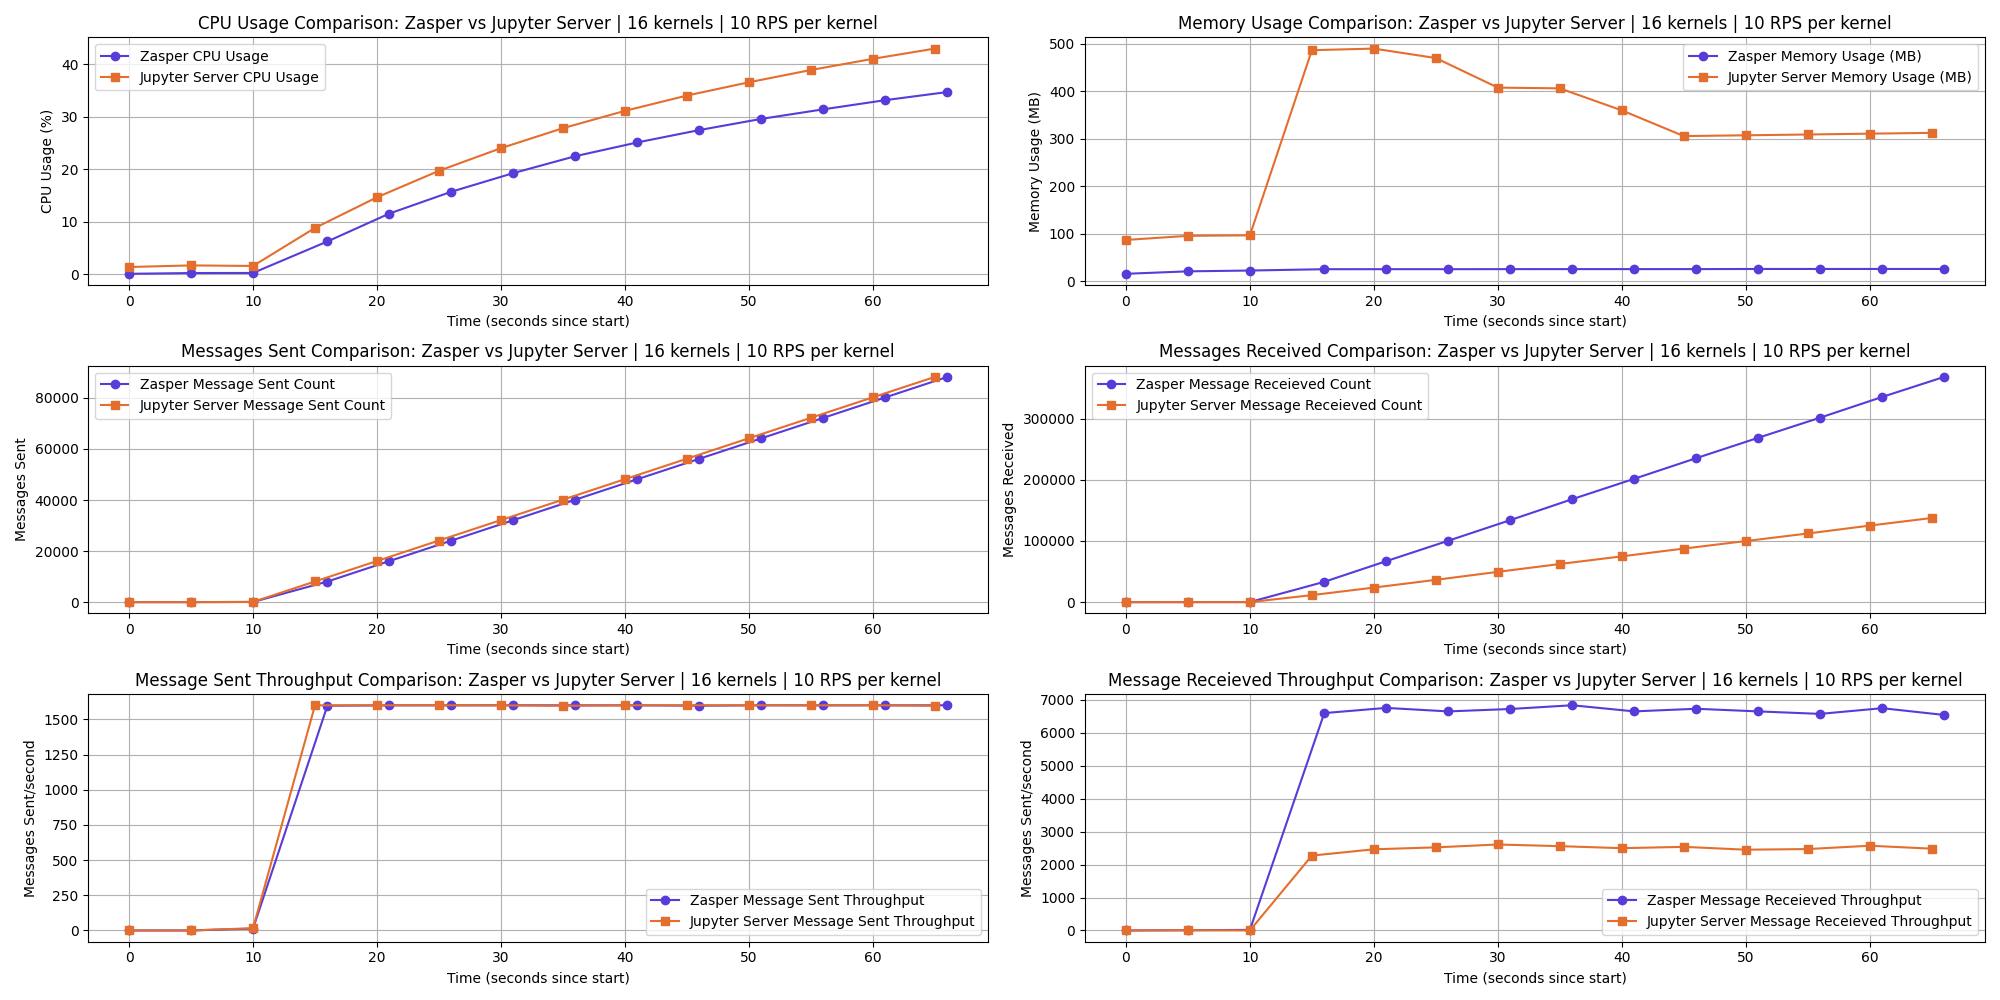 CPU Usage Comparison: Zasper vs Jupyter Server | 16 kernels | 10 RPS per kernel
Zasper CPU Usage
Jupyter Server CPU Usage
CPU Usage (%)
40
30
20
10
0
0 10 20 30 40 50 60
Time (seconds since start)
Memory Usage Comparison: Zasper vs Jupyter Server | 16 kernels | 10 RPS per kernel
Zasper Memory Usage (MB)
Jupyter Server Memory Usage (MB)
Memory Usage (MB)
500
400
300
200
100
0
0 10 20 30 40 50 60
Time (seconds since start)
Messages Sent Comparison: Zasper vs Jupyter Server | 16 kernels | 10 RPS per kernel
Zasper Message Sent Count
Jupyter Server Message Sent Count
Messages Sent
80000
60000
40000
20000
0
0 10 20 30 40 50 60
Time (seconds since start)
Messages Received Comparison: Zasper vs Jupyter Server | 16 kernels | 10 RPS per kernel
Zasper Message Receieved Count
Jupyter Server Message Receieved Count
Messages Received
300000
200000
100000
0
0 10 20 30 40 50 60
Time (seconds since start)
Message Sent Throughput Comparison: Zasper vs Jupyter Server | 16 kernels | 10 RPS per kernel
Messages Sent/second
1500
1250
1000
750
500
250
0
Zasper Message Sent Throughput
Jupyter Server Message Sent Throughput
0 10 20 30 40 50 60
Time (seconds since start)
Message Receieved Throughput Comparison: Zasper vs Jupyter Server | 16 kernels | 10 RPS per kernel
Messages Sent/second
7000
6000
5000
4000
3000
2000
1000
0
Zasper Message Receieved Throughput
Jupyter Server Message Receieved Throughput
0 10 20 30 40 50 60
Time (seconds since start)